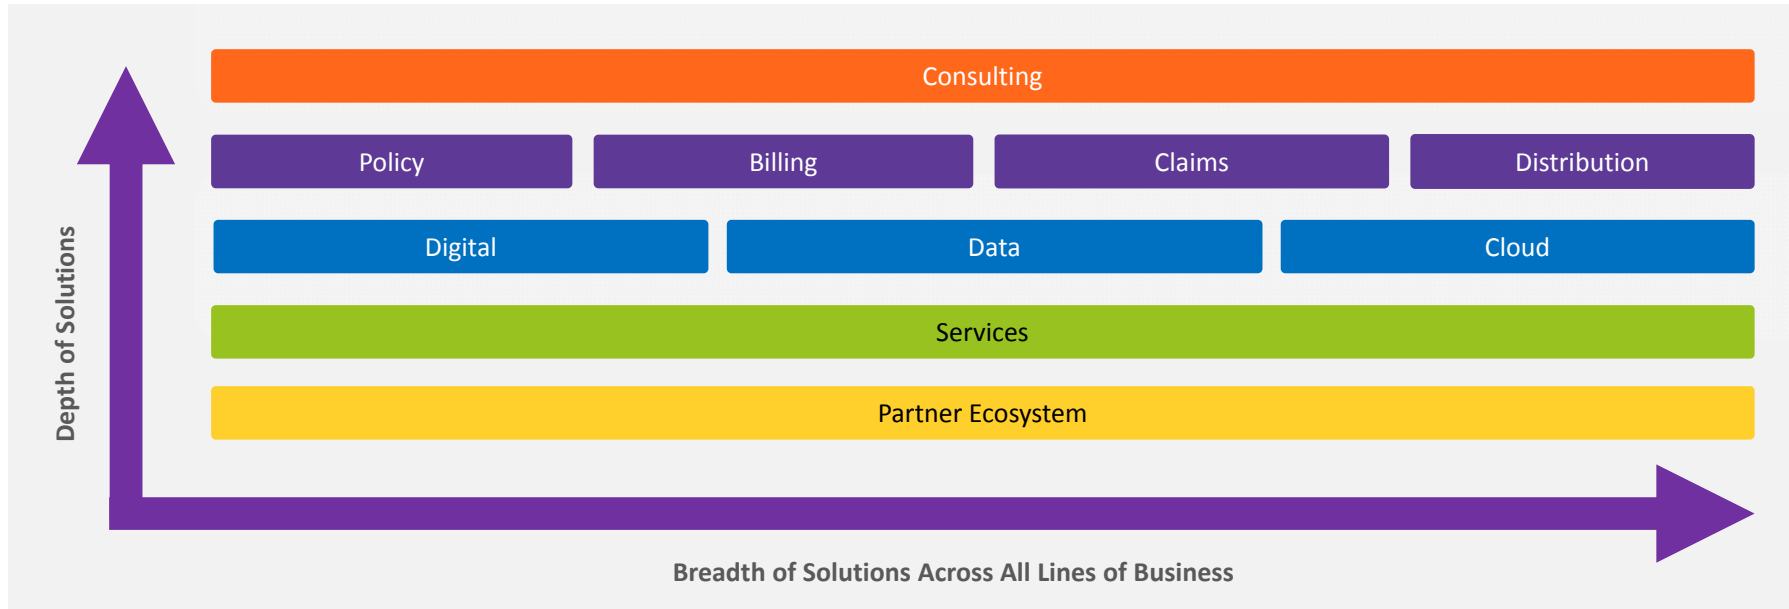 Consulting
Policy
Billing
Claims
Distribution
Digital
Data
Cloud
Services
Partner Ecosystem
Depth of Solutions
Breadth of Solutions Across All Lines of Business